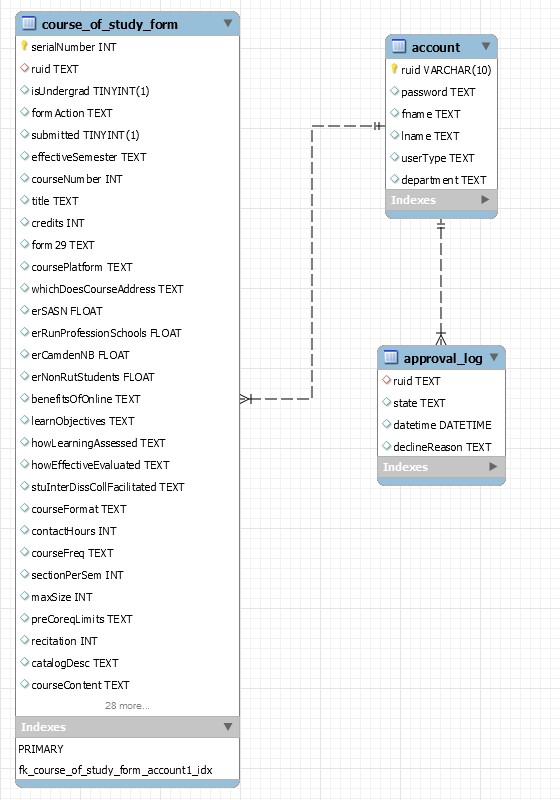 course_of_study_form
serialNumber INT
ruid TEXT
isUndergrad TINYINT(1)
formAction TEXT
submitted TINYINT(1)
effectiveSemester TEXT
courseNumber INT
title TEXT
credits INT
form29 TEXT
coursePlatform TEXT
whichDoesCourseAddress TEXT
erSASN FLOAT
erRunProfessionSchools FLOAT
erCamdenNB FLOAT
erNonRutStudents FLOAT
benefitsOfOnline TEXT
learnObjectives TEXT
howLearningAssessed TEXT
howEffectiveEvaluated TEXT
stuInterDissCollFacilitated TEXT
courseFormat TEXT
contactHours INT
courseFreq TEXT
sectionPerSem INT
maxSize INT
preCoreqLimits TEXT
recitation INT
catalogDesc TEXT
courseContent TEXT
28 more...
Indexes
PRIMARY
fk_course_of_study_form_account1_idx
account
ruid VARCHAR(10)
password TEXT
fname TEXT
lname TEXT
userType TEXT
department TEXT
Indexes
approval_log
ruid TEXT
state TEXT
datetime DATETIME
declineReason TEXT
Indexes